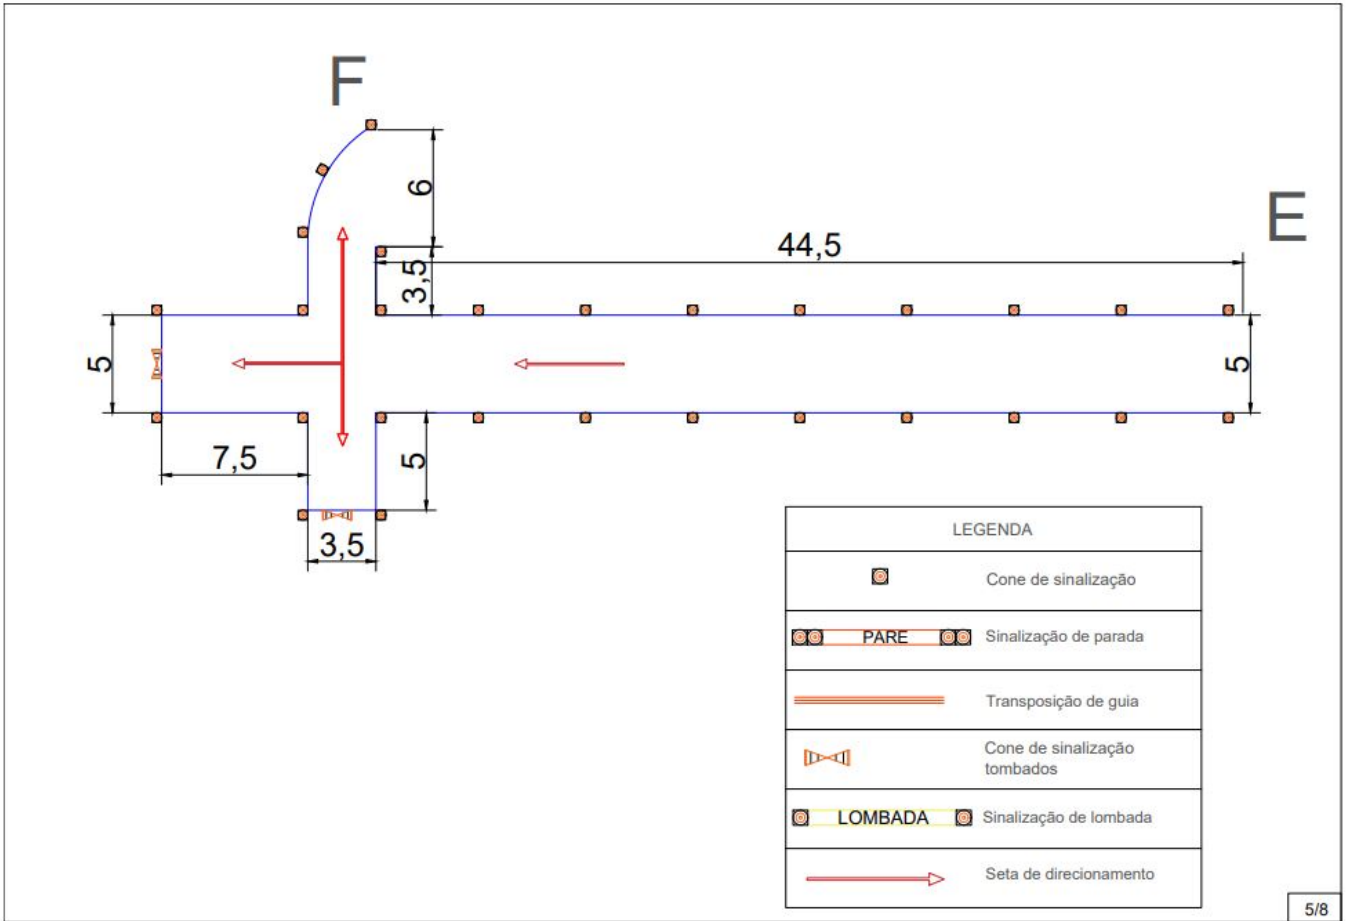 F
E
6
44,5
3,5
5
5
7,5
5
3,5
LEGENDA
Cone de sinalização
PARE
Sinalização de parada
Transposição de guia
Cone de sinalização
tombados
LOMBADA
Sinalização de lombada
Seta de direcionamento
5/8